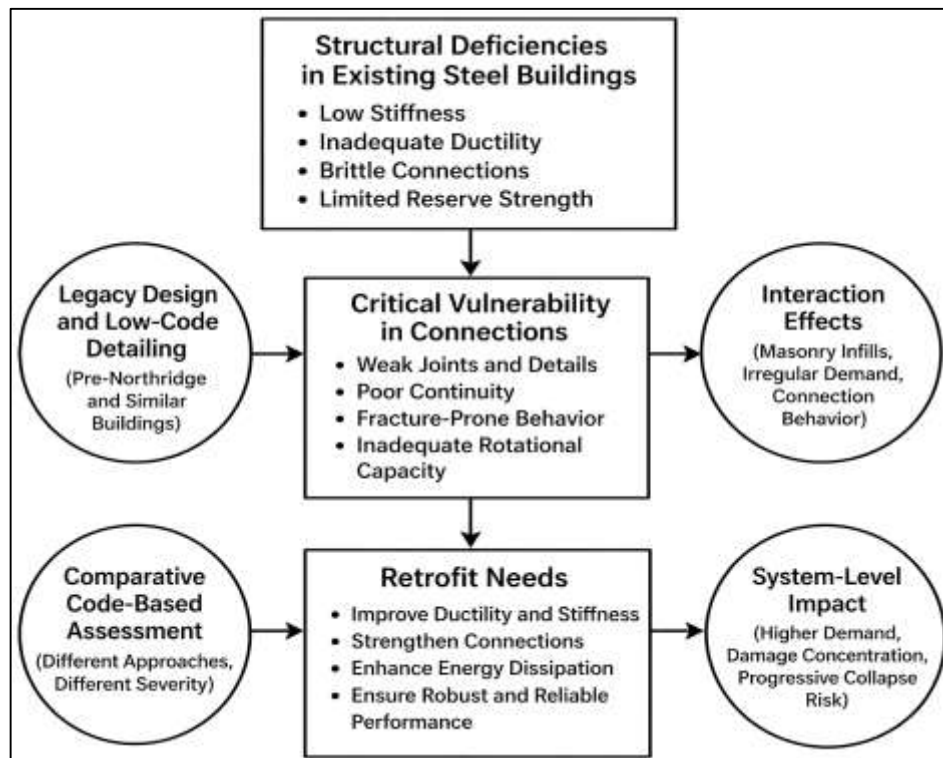 Structural Deficiencies
in Existing Steel Buildings
• Low Stiffness
• Inadequate Ductility
• Brittle Connections
• Limited Reserve Strength
Legacy Design
and Low-Code
Detailing
(Pre-Northridge
and Similar
Buildings)
Critical Vulnerability
in Connections
• Weak Joints and Details
• Poor Continuity
• Fracture-Prone Behavior
• Inadequate Rotational
Capacity
Interaction
Effects
(Masonry Infills,
Irregular Demand,
Connection
Behavior)
Comparative
Code-Based
Assessment
(Different Approaches,
Different Severity)
Retrofit Needs
• Improve Ductility and Stiffness
• Strengthen Connections
• Enhance Energy Dissipation
• Ensure Robust and Reliable
Performance
System-Level
Impact
(Higher Demand,
Damage Concentration,
Progressive Collapse
Risk)